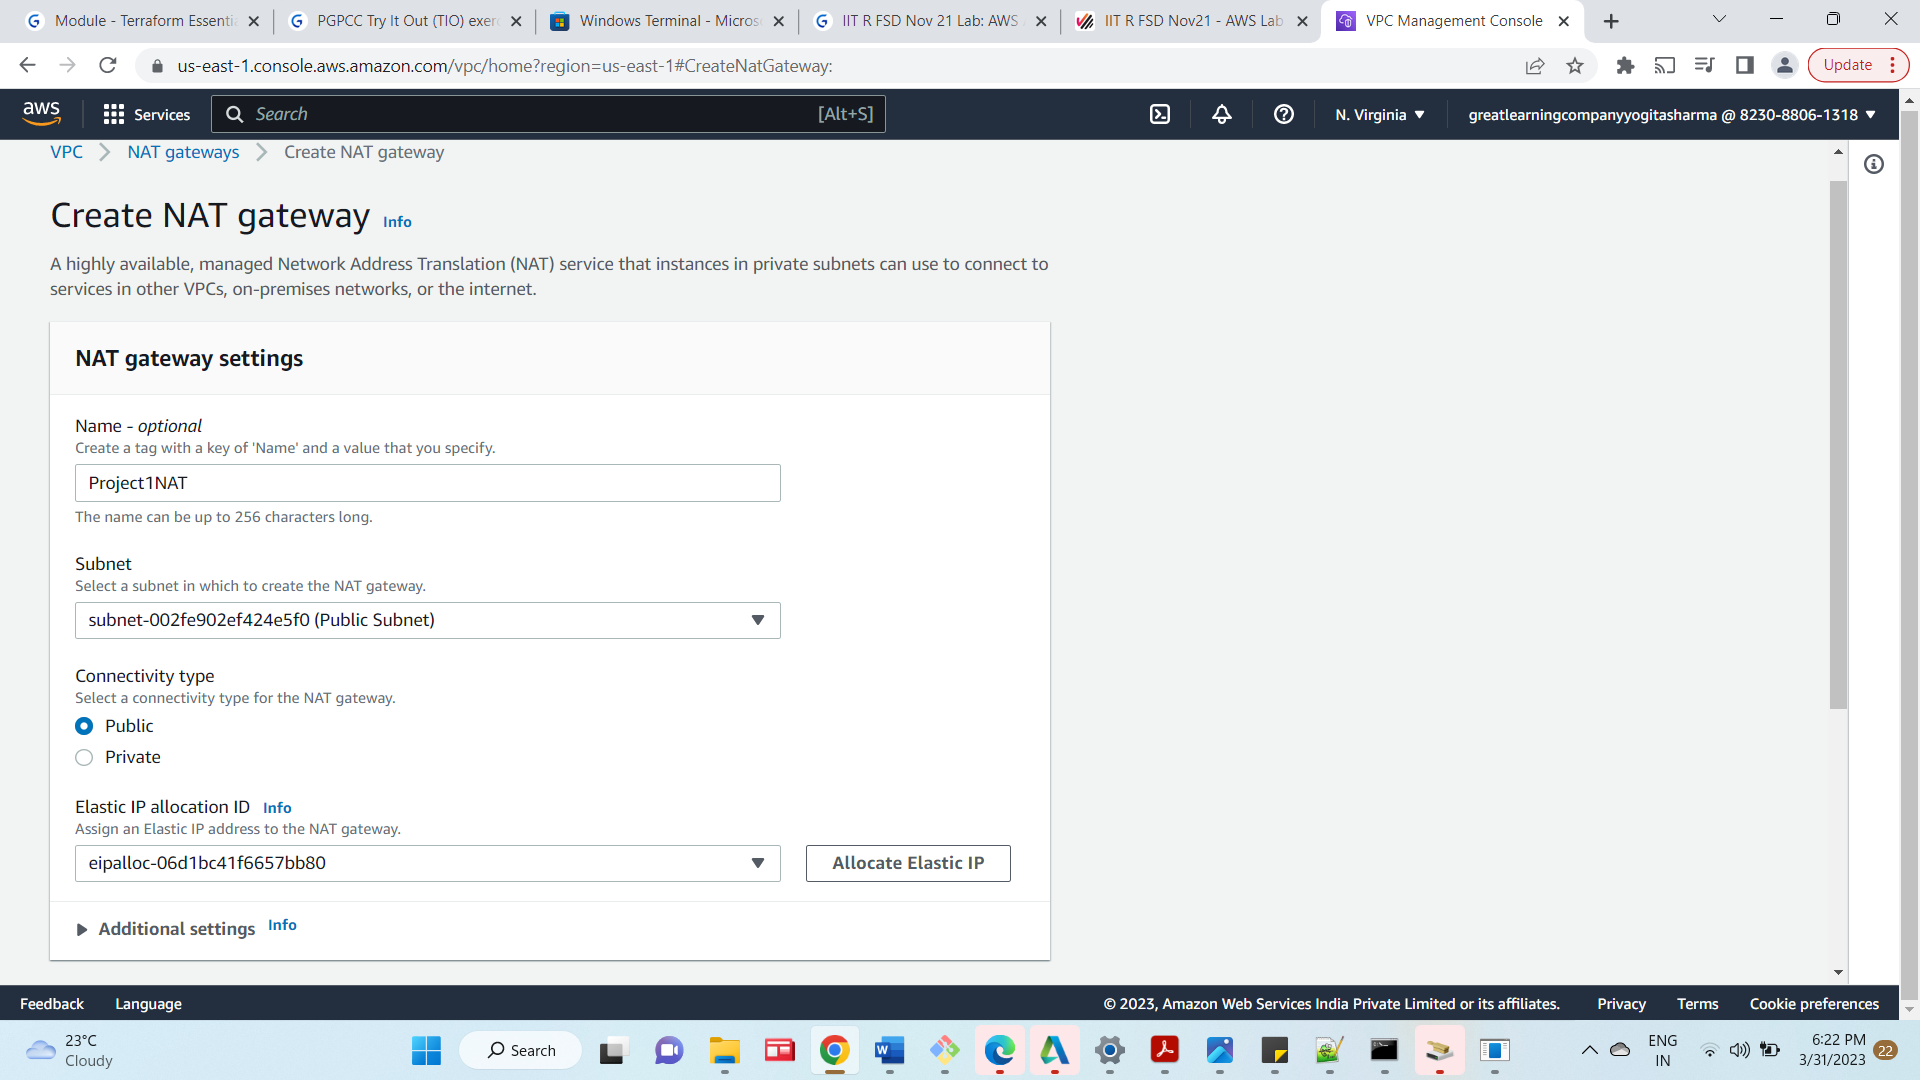 Module - Terraform Essenti
PGPCC Try It Out (TIO) exer
Windows Terminal - Micros
IIT R FSD Nov 21 Lab: AWS
IIT R FSD Nov21 - AWS Lab
VPC Management Console
us-east-1.console.aws.amazon.com/vpc/home?region=us-east-1#CreateNatGateway:
Update
aws
Services
Search
[Alt+S]
N. Virginia
greatlearningcompanyyogitasharma @ 8230-8806-1318
VPC
NAT gateways
Create NAT gateway
Create NAT gateway Info
A highly available, managed Network Address Translation (NAT) service that instances in private subnets can use to connect to
services in other VPCs, on-premises networks, or the internet.
NAT gateway settings
Name - optional
Create a tag with a key of 'Name' and a value that you specify.
Project1NAT
The name can be up to 256 characters long.
Subnet
Select a subnet in which to create the NAT gateway.
subnet-002fe902ef424e5f0 (Public Subnet)
Connectivity type
Select a connectivity type for the NAT gateway.
Public
Private
Elastic IP allocation ID Info
Assign an Elastic IP address to the NAT gateway.
eipalloc-06d1bc41f6657bb80
Allocate Elastic IP
Additional settings Info
Feedback
Language
© 2023, Amazon Web Services India Private Limited or its affiliates.
Privacy
Terms
Cookie preferences
23°C
Cloudy
Search
ENG
IN
6:22 PM
3/31/2023
22